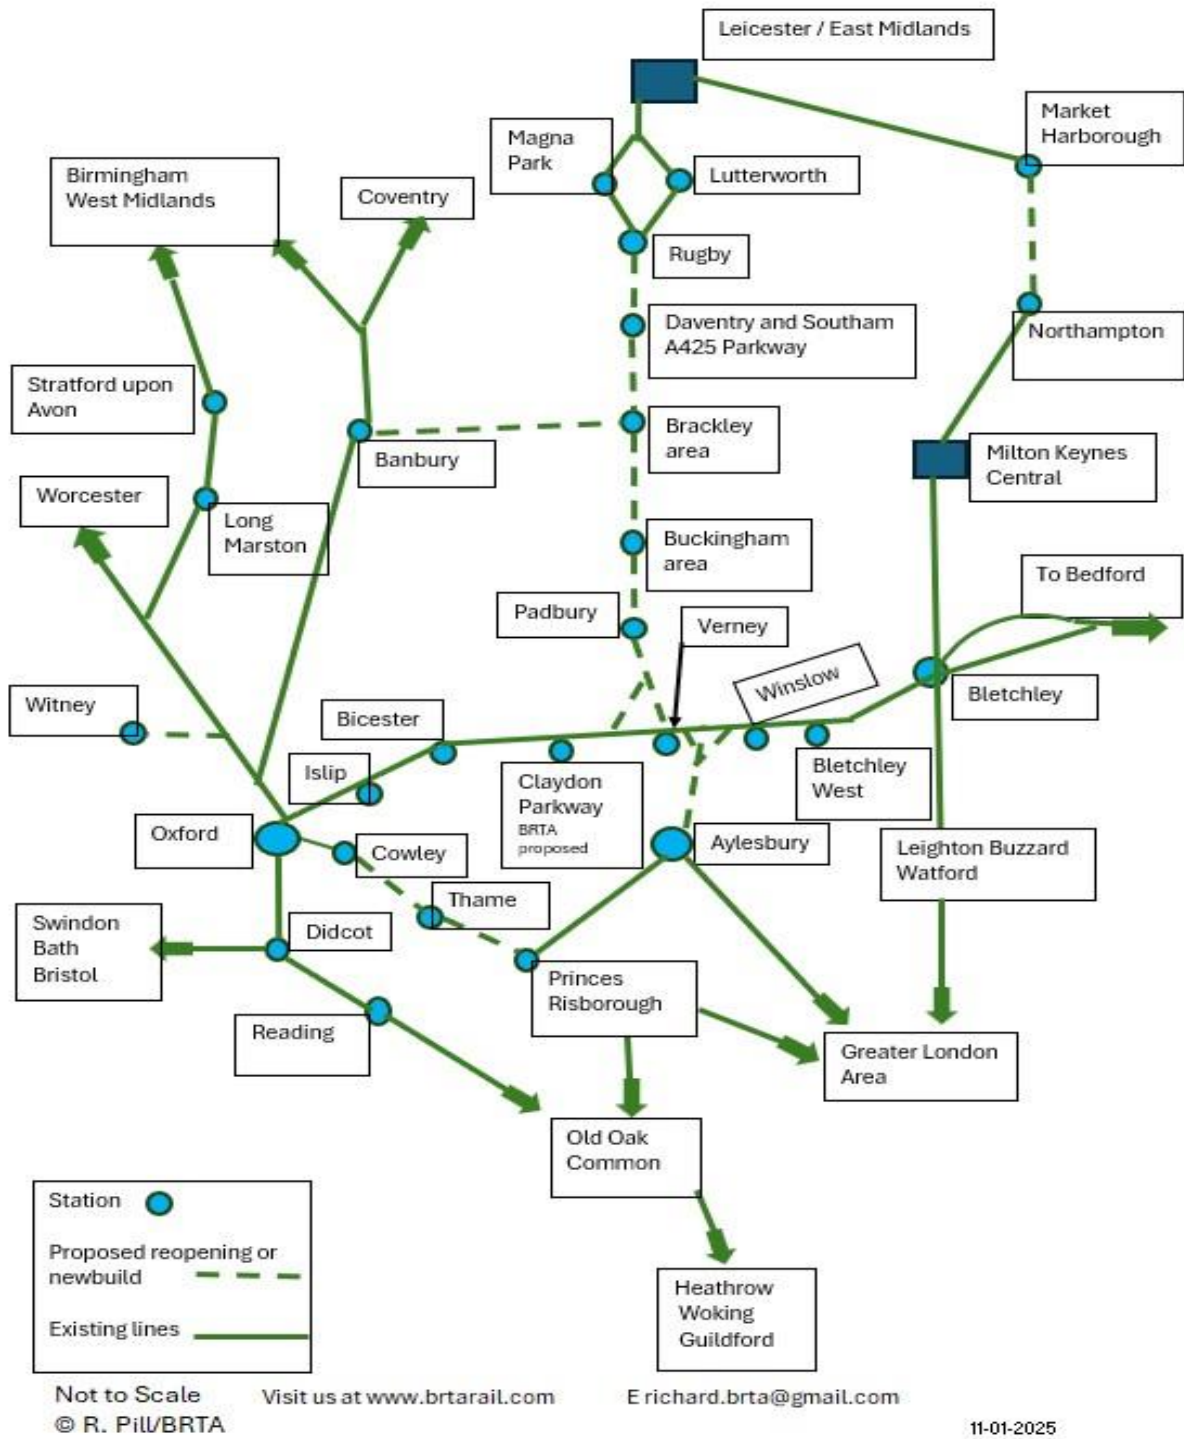 Leicester / East Midlands
Market
Harborough
Magna
Park
Lutterworth
Birmingham
West Midlands
Coventry
Rugby
Daventry and Southam
A425 Parkway
Northampton
Stratford upon
Avon
Brackley
area
Banbury
Milton Keynes
Central
Worcester
Long
Marston
Buckingham
area
To Bedford
Padbury
Verney
Winslow
Witney
Bicester
Bletchley
Islip
Claydon
Parkway
BRTA
proposed
Bletchley
West
Oxford
Cowley
Aylesbury
Leighton Buzzard
Watford
Thame
Swindon
Bath
Bristol
Didcot
Princes
Risborough
Reading
Greater London
Area
Old Oak
Common
Station
Proposed reopening or
newbuild
Existing lines
Heathrow
Woking
Guildford
Not to Scale
Visit us at www.brtarail.com
E richard.brta@gmail.com
© R. Pill/BRTA
11-01-2025